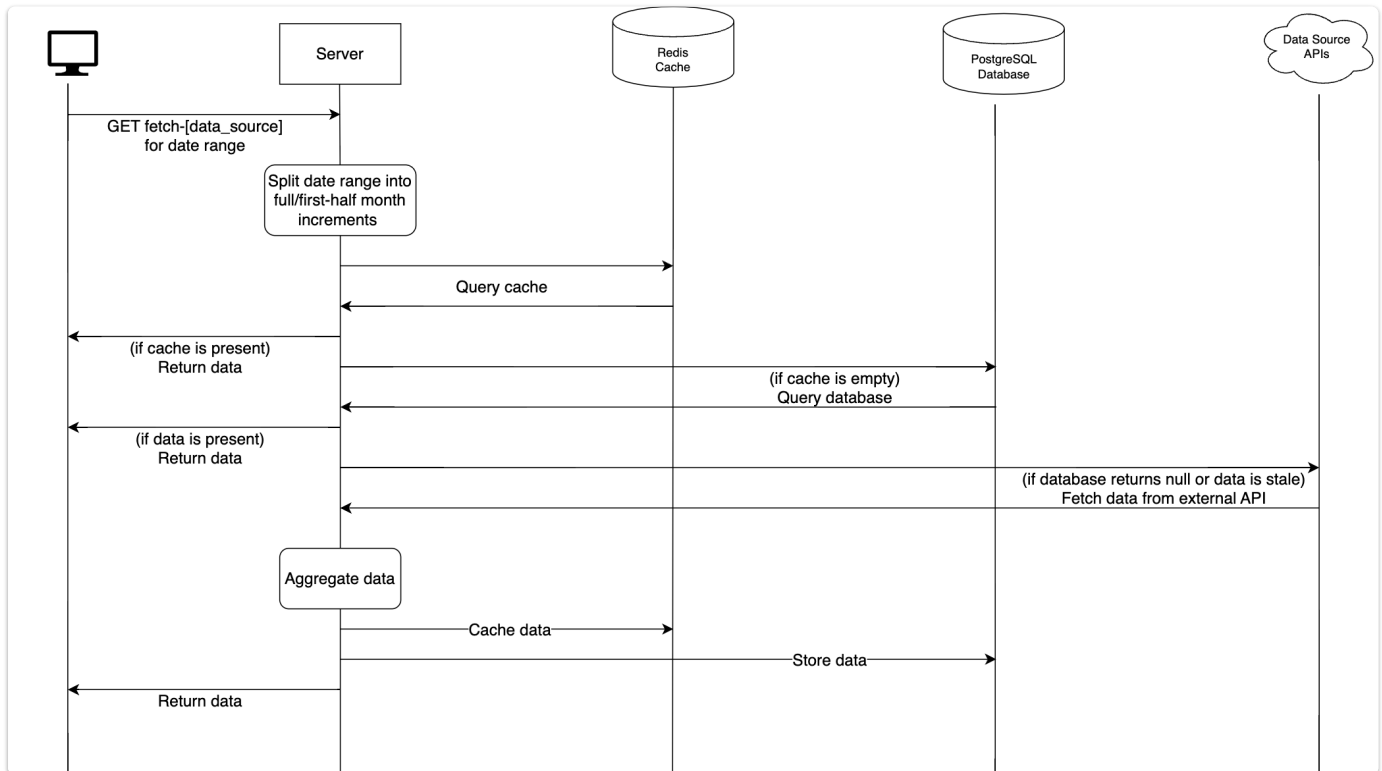 Server
Redis
Cache
PostgreSQL
Database
Data Source
APIs
GET fetch-[data_source]
for date range
Split date range into
full/first-half month
increments
Query cache
(if cache is present)
Return data
(if cache is empty)
Query database
(if data is present)
Return data
(if database returns null or data is stale)
Fetch data from external API
Aggregate data
Cache data
Store data
Return data